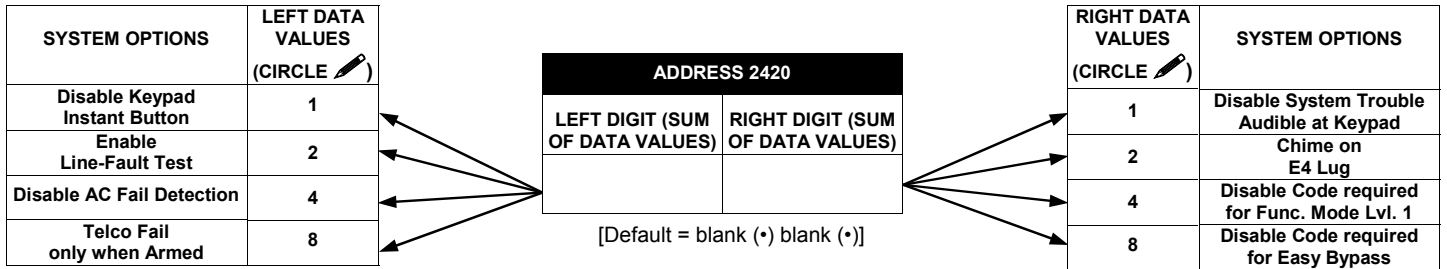 SYSTEM OPTIONS
LEFT DATA
VALUES
(CIRCLE )
Disable Keypad
Instant Button
1
Enable
Line-Fault Test
2
Disable AC Fail Detection
4
Telco Fail
only when Armed
8
ADDRESS 2420
LEFT DIGIT (SUM
OF DATA VALUES)
RIGHT DIGIT (SUM
OF DATA VALUES)
[Default = blank (•) blank (•)]
RIGHT DATA
VALUES
(CIRCLE )
SYSTEM OPTIONS
1
Disable System Trouble
Audible at Keypad
2
Chime on
E4 Lug
4
Disable Code required
for Func. Mode Lvl. 1
8
Disable Code required
for Easy Bypass